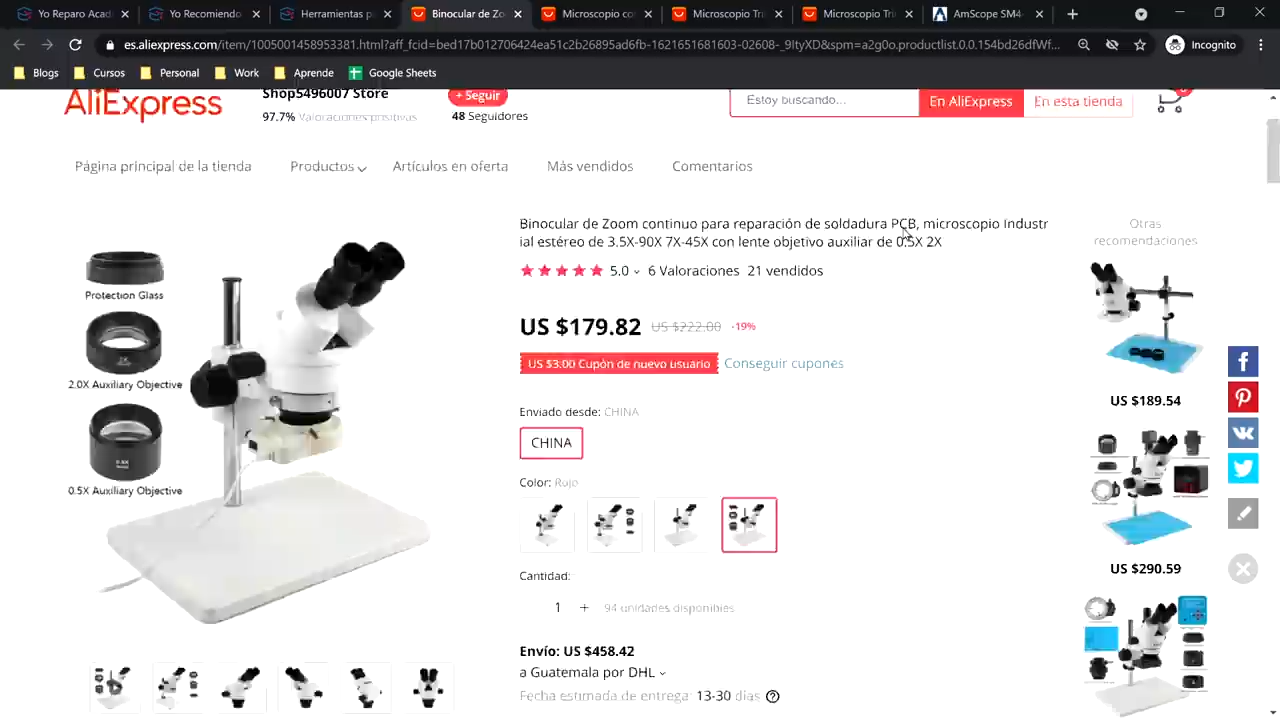 Yo Reparo Acad
Yo Recomiendo
Herramientas p
Binocular de Zo
Microscopio co
Microscopio Tri
Microscopio Tri
AmScope SM4-
es.aliexpress.com/item/1005001458953381.html?aff_fcid=bed17b012706424ea51c2b26895ad6fb-1621651681603-02608-_9ItyXD&spm=a2g0o.productlist.0.0.154bd26dfWf...
Incognito
Blogs
Cursos
Personal
Work
Aprende
Google Sheets
AliExpress
Shop5496007 Store
97.7% Valoraciones positivas
+ Seguir
48 Seguidores
Estoy buscando...
En AliExpress
En esta tienda
Página principal de la tienda
Productos
Artículos en oferta
Más vendidos
Comentarios
Protection Glass
2.0X Auxiliary Objective
0.5X Auxiliary Objective
Binocular de Zoom continuo para reparación de soldadura PCB, microscopio Industr
ial estéreo de 3.5X-90X 7X-45X con lente objetivo auxiliar de 0.5X 2X
5.0 6 Valoraciones 21 vendidos
US $179.82 US $222.00 -19%
US $3.00 Cupón de nuevo usuario Conseguir cupones
Enviado desde: CHINA
CHINA
Color: Rojo
Cantidad:
1 + 94 unidades disponibles
Envío: US $458.42
a Guatemala por DHL
Fecha estimada de entrega: 13-30 días
Otras
recomendaciones
US $189.54
US $290.59